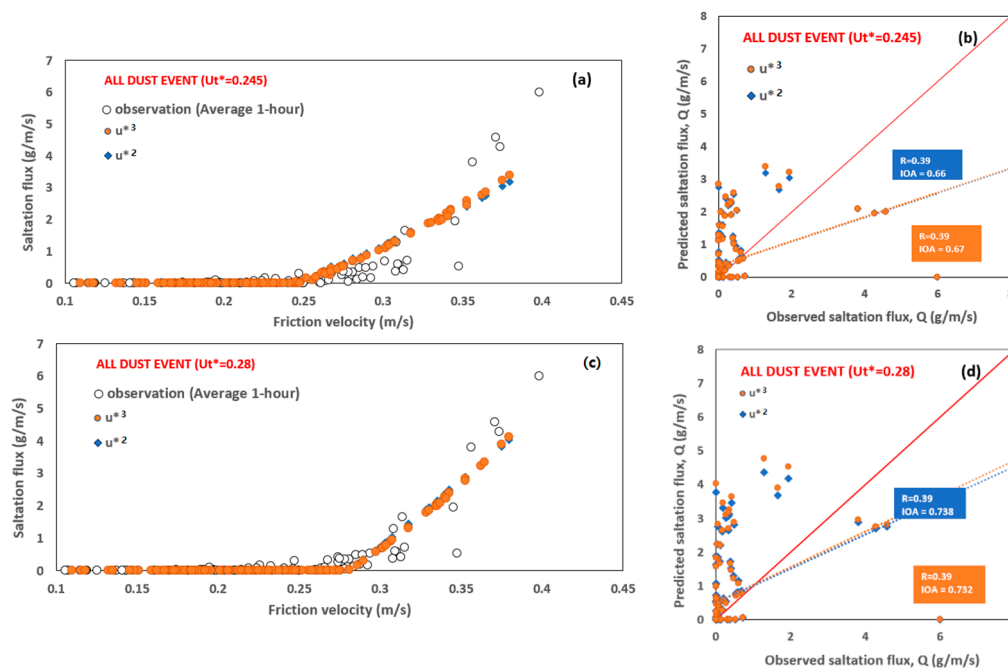 (a)
ALL DUST EVENT (Ut*=0.245)
observation (Average 1-hour)
u*³
u*²
Saltation flux (g/m/s)
7
6
5
4
3
2
1
0
0.1 0.15 0.2 0.25 0.3 0.35 0.4 0.45
Friction velocity (m/s)
(b)
ALL DUST EVENT (Ut*=0.245)
u*³
u*²
Predicted saltation flux, Q (g/m/s)
8
7
6
5
4
3
2
1
0
R=0.39
IOA = 0.66
R=0.39
IOA = 0.67
0 2 4 6 8
Observed saltation flux, Q (g/m/s)
(c)
ALL DUST EVENT (Ut*=0.28)
observation (Average 1-hour)
u*³
u*²
Saltation flux (g/m/s)
7
6
5
4
3
2
1
0
0.1 0.15 0.2 0.25 0.3 0.35 0.4 0.45
Friction velocity (m/s)
(d)
ALL DUST EVENT (Ut*=0.28)
u*³
u*²
Predicted saltation flux, Q (g/m/s)
8
7
6
5
4
3
2
1
0
R=0.39
IOA = 0.738
R=0.39
IOA = 0.732
0 2 4 6 8
Observed saltation flux, Q (g/m/s)